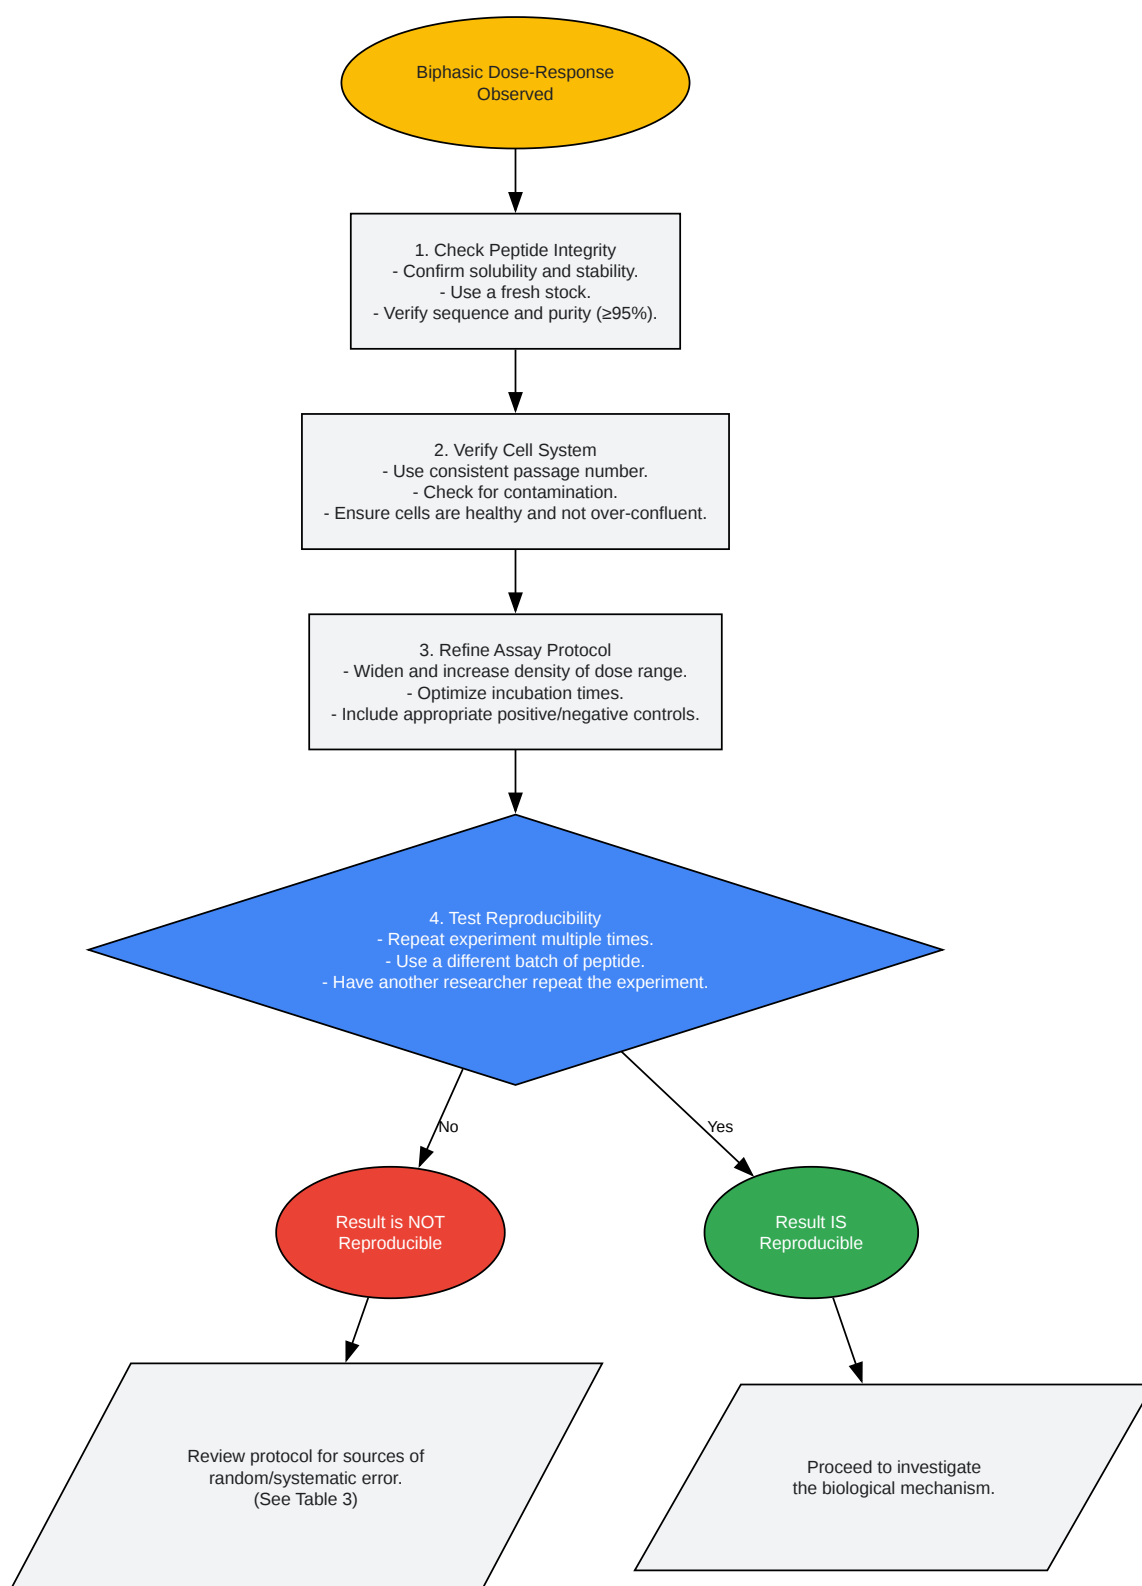 Biphasic Dose-Response
Observed
1. Check Peptide Integrity
- Confirm solubility and stability.
- Use a fresh stock.
- Verify sequence and purity (≥95%).
2. Verify Cell System
- Use consistent passage number.
- Check for contamination.
- Ensure cells are healthy and not over-confluent.
3. Refine Assay Protocol
- Widen and increase density of dose range.
- Optimize incubation times.
- Include appropriate positive/negative controls.
4. Test Reproducibility
- Repeat experiment multiple times.
- Use a different batch of peptide.
- Have another researcher repeat the experiment.
No
Yes
Result is NOT
Reproducible
Result IS
Reproducible
Review protocol for sources of
random/systematic error.
(See Table 3)
Proceed to investigate
the biological mechanism.